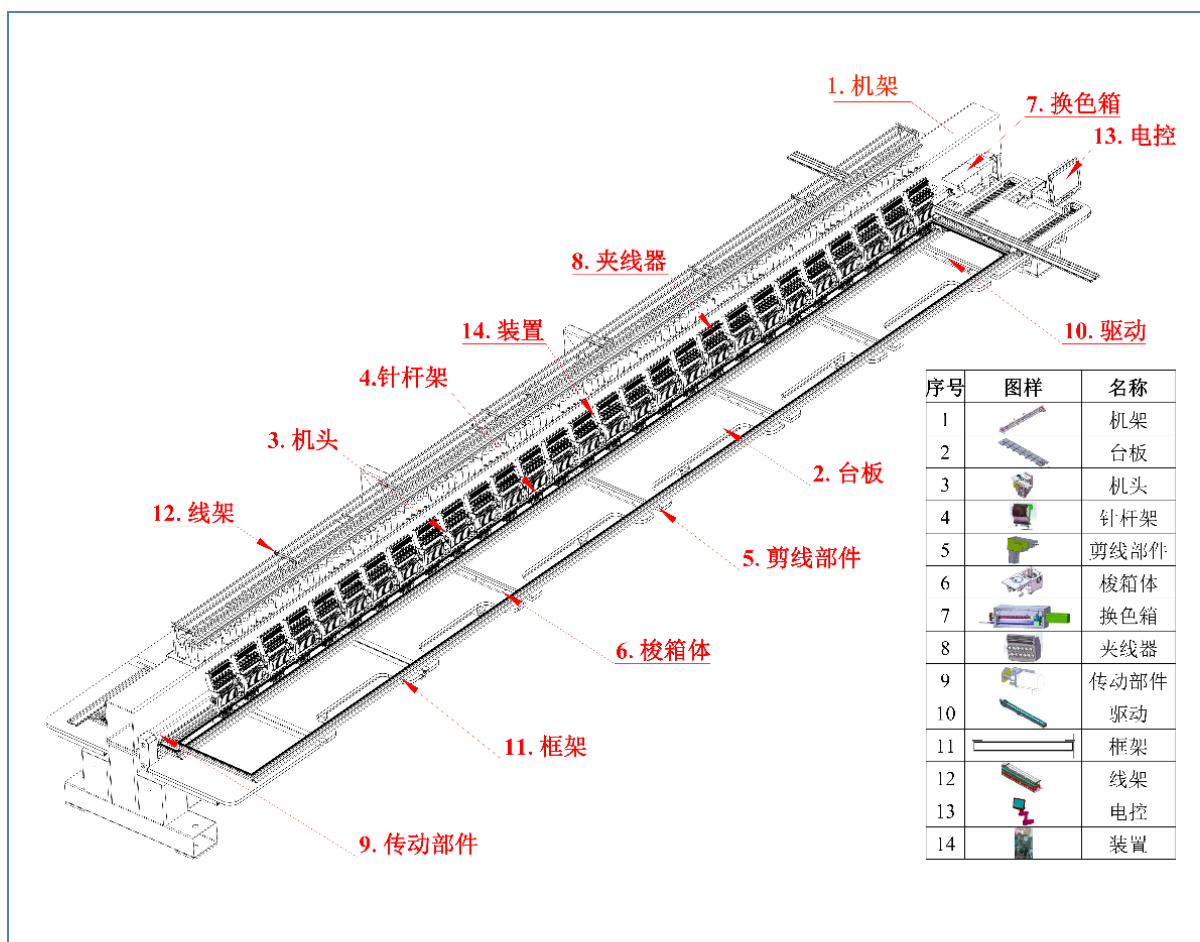 1. 机架
7. 换色箱
13. 电控
8. 夹线器
14. 装置
10. 驱动
4.针杆架
3. 机头
2. 台板
12. 线架
5. 剪线部件
6. 梭箱体
11. 框架
9. 传动部件
序号 图样 名称
1 机架
2 台板
3 机头
4 针杆架
5 剪线部件
6 梭箱体
7 换色箱
8 夹线器
9 传动部件
10 驱动
11 框架
12 线架
13 电控
14 装置